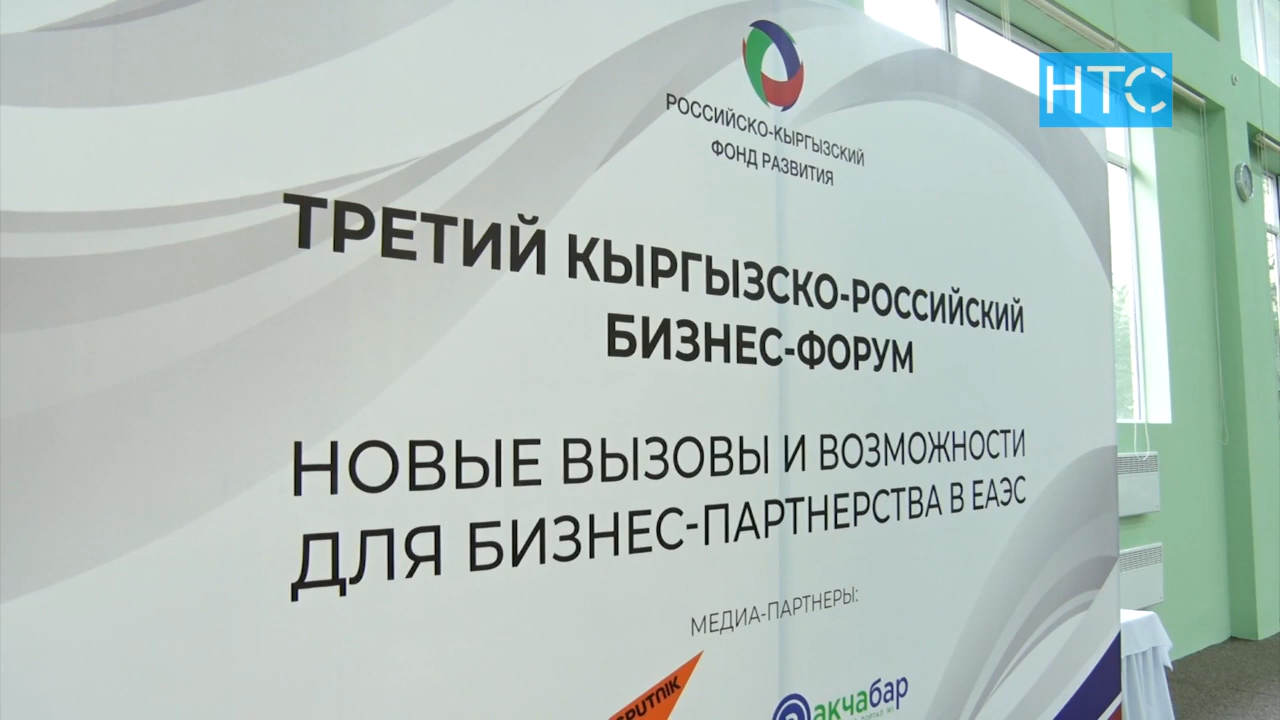 НТС
РОССИЙСКО-КЫРГЫЗСКИЙ
ФОНД РАЗВИТИЯ
ТРЕТИЙ КЫРГЫЗСКО-РОССИЙСКИЙ
БИЗНЕС-ФОРУМ
НОВЫЕ ВЫЗОВЫ И ВОЗМОЖНОСТИ
ДЛЯ БИЗНЕС-ПАРТНЕРСТВА В ЕАЭС
МЕДИА-ПАРТНЕРЫ:
SPUTNIK
акчабар